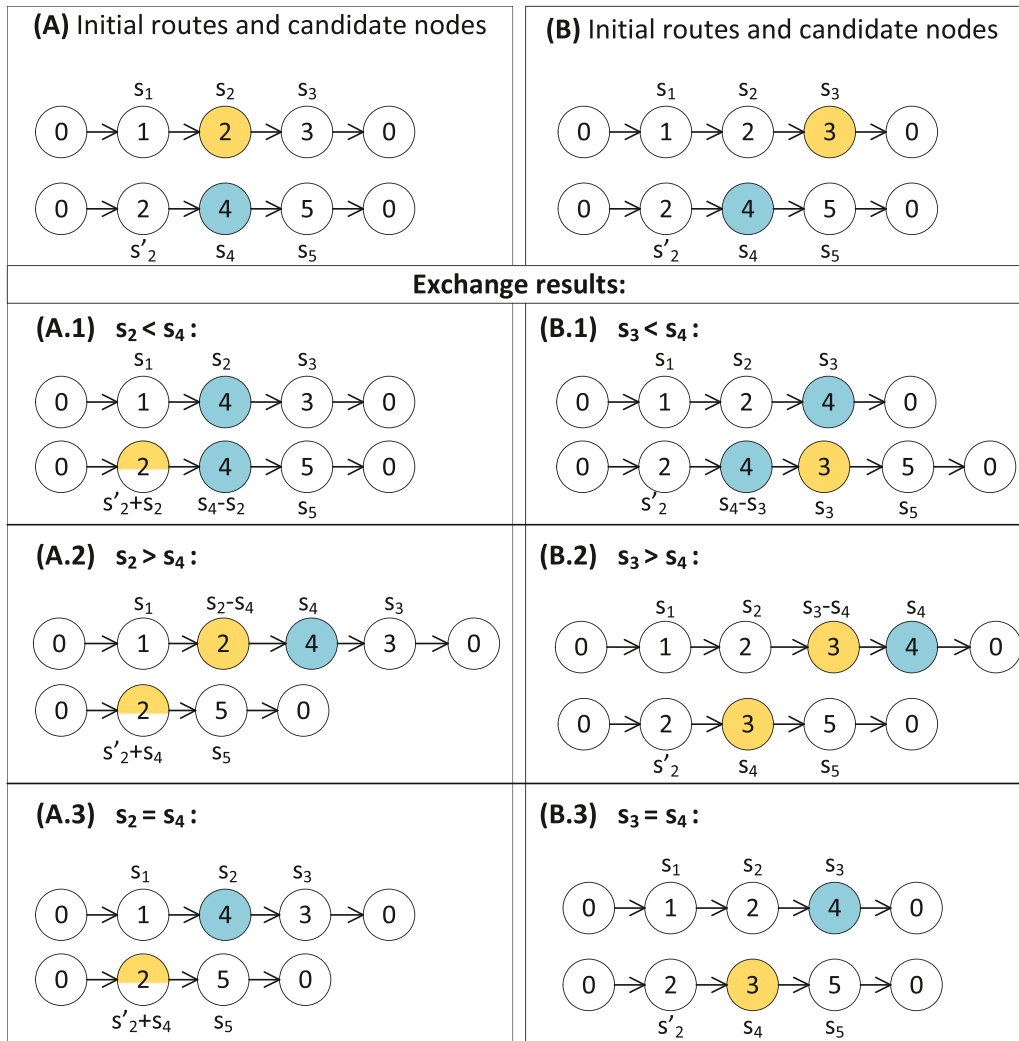 (A) Initial routes and candidate nodes
s₁ s₂ s₃
0 1 2 3 0
0 2 4 5 0
s'₂ s₄ s₅
(B) Initial routes and candidate nodes
s₁ s₂ s₃
0 1 2 3 0
0 2 4 5 0
s'₂ s₄ s₅
Exchange results:
(A.1) s₂ < s₄ :
s₁ s₂ s₃
0 1 4 3 0
0 2 4 5 0
s'₂+s₂ s₄-s₂ s₅
(B.1) s₃ < s₄ :
s₁ s₂ s₃
0 1 2 4 0
0 2 4 3 5 0
s'₂ s₄-s₃ s₃ s₅
(A.2) s₂ > s₄ :
s₁ s₂-s₄ s₄ s₃
0 1 2 4 3 0
0 2 5 0
s'₂+s₄ s₅
(B.2) s₃ > s₄ :
s₁ s₂ s₃-s₄ s₄
0 1 2 3 4 0
0 2 3 5 0
s'₂ s₄ s₅
(A.3) s₂ = s₄ :
s₁ s₂ s₃
0 1 4 3 0
0 2 5 0
s'₂+s₄ s₅
(B.3) s₃ = s₄ :
s₁ s₂ s₃
0 1 2 4 0
0 2 3 5 0
s'₂ s₄ s₅